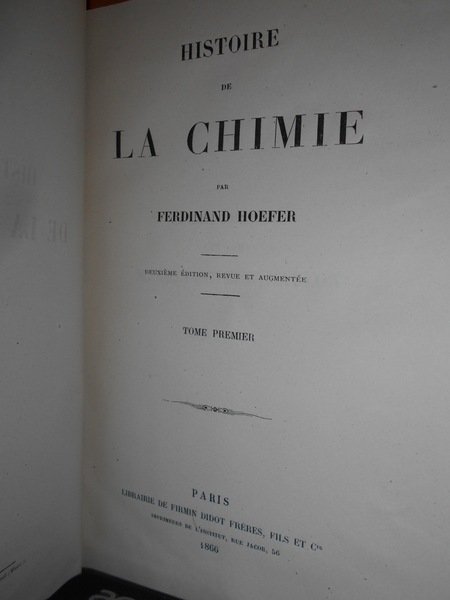 HISTOIRE
DE
LA CHIMIE
PAR
FERDINAND HOEFER
DEUXIÈME ÉDITION, REVUE ET AUGMENTÉE
TOME PREMIER
PARIS
LIBRAIRIE DE FIRMIN DIDOT FRÈRES, FILS ET Cie
IMPRIMEURS DE L'INSTITUT, RUE JACOB, 56
1866